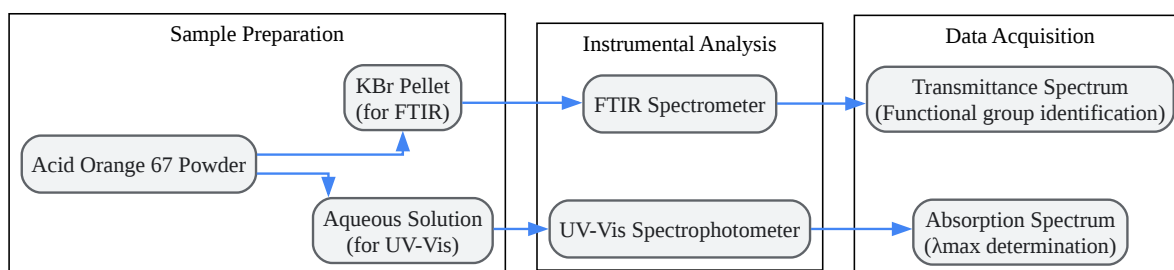 Sample Preparation
Instrumental Analysis
Data Acquisition
KBr Pellet
(for FTIR)
FTIR Spectrometer
Transmittance Spectrum
(Functional group identification)
Acid Orange 67 Powder
Aqueous Solution
(for UV-Vis)
UV-Vis Spectrophotometer
Absorption Spectrum
(λmax determination)